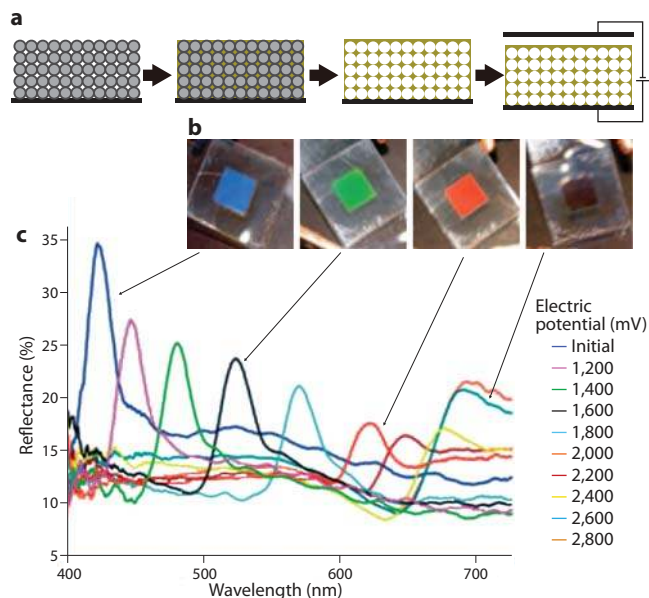 a
b
c
35
30
25
20
15
10
5
Reflectance (%)
400
500
600
700
Wavelength (nm)
Electric
potential (mV)
Initial
1,200
1,400
1,600
1,800
2,000
2,200
2,400
2,600
2,800